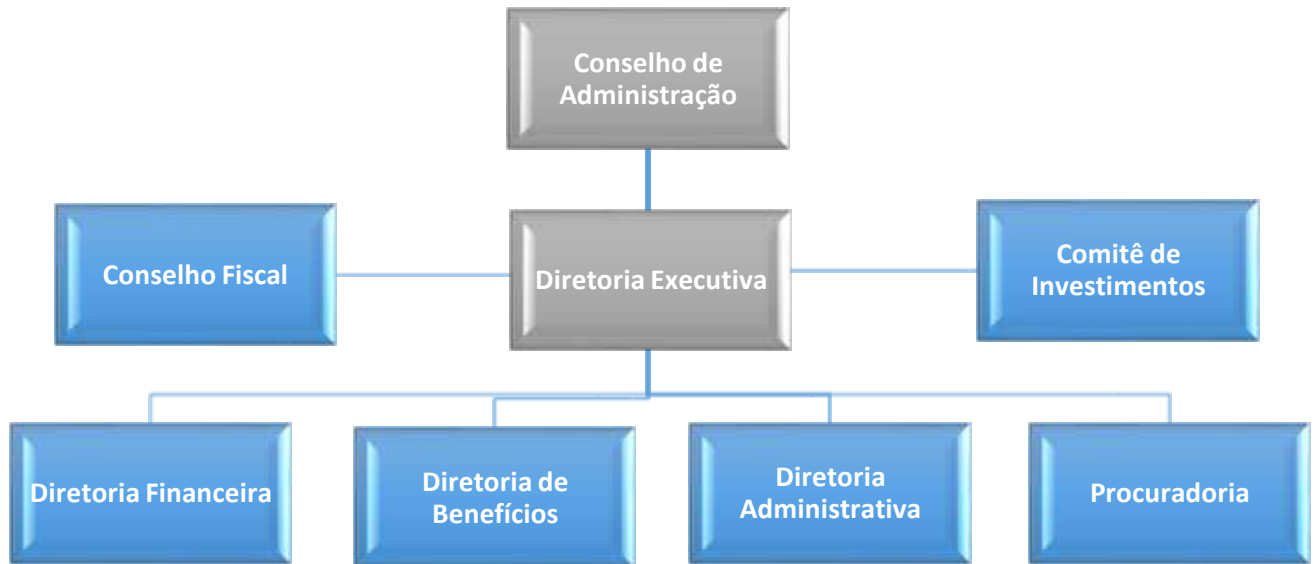 Conselho de
Administração
Conselho Fiscal
Diretoria Executiva
Comitê de
Investimentos
Diretoria Financeira
Diretoria de
Benefícios
Diretoria
Administrativa
Procuradoria